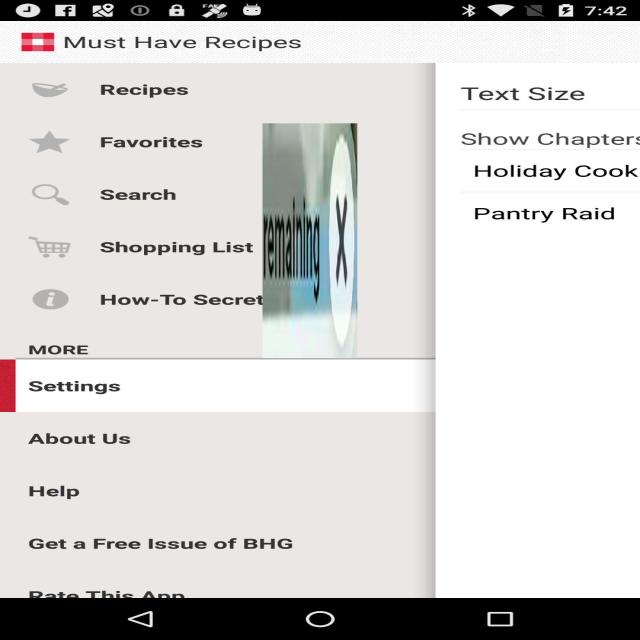 7:42
Must Have Recipes
Recipes
Favorites
Search
Shopping List
How-To Secret
MORE
Settings
About Us
Help
Get a Free Issue of BHG
Rate This App
remaining X
Text Size
Show Chapters
Holiday Cook
Pantry Raid